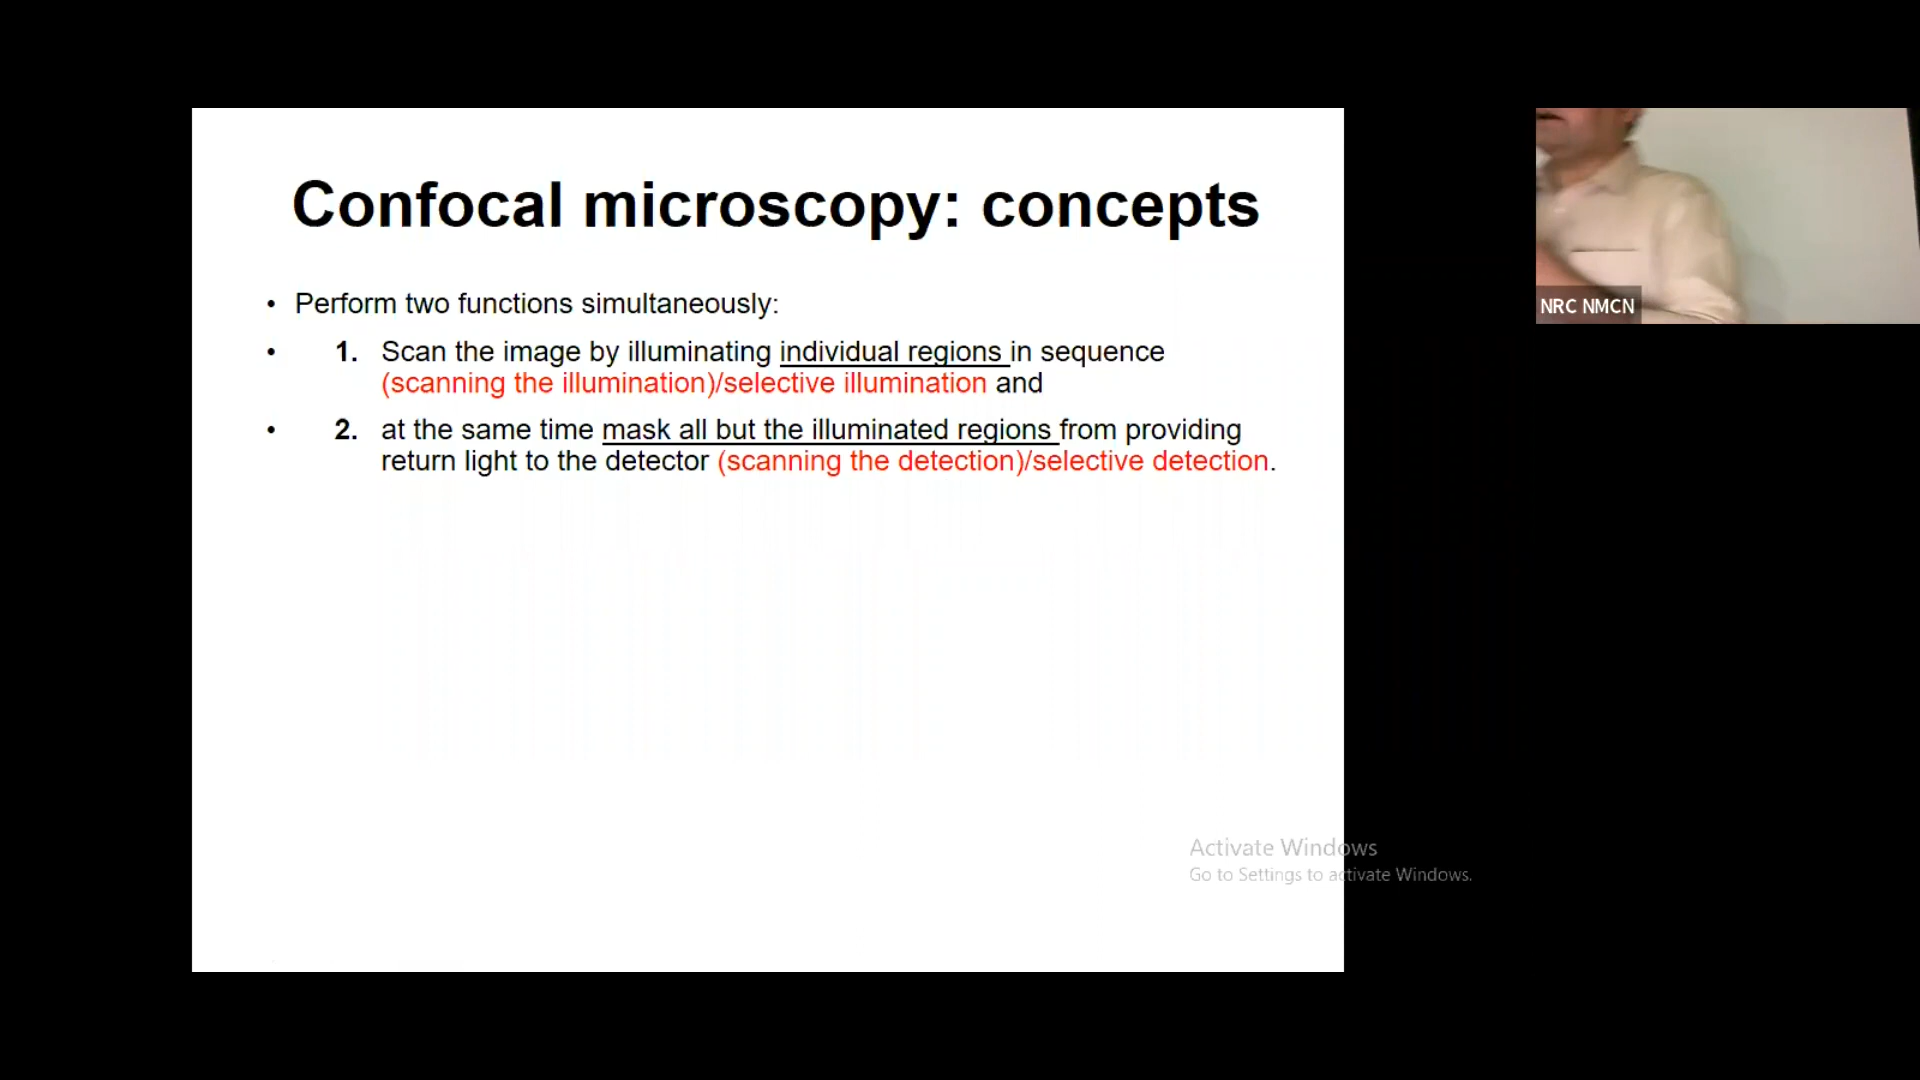 Confocal microscopy: concepts
• Perform two functions simultaneously:
• 1. Scan the image by illuminating individual regions in sequence
(scanning the illumination)/selective illumination and
• 2. at the same time mask all but the illuminated regions from providing
return light to the detector (scanning the detection)/selective detection.
NRC NMCN
Activate Windows
Go to Settings to activate Windows.